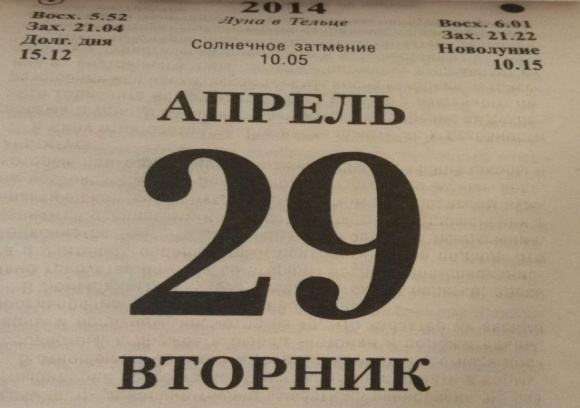 2014
Восх. 5.52
Зах. 21.04
Долг. дня
15.12
Луна в Тельце
Солнечное затмение
10.05
Восх. 6.01
Зах. 21.22
Новолуние
10.15
АПРЕЛЬ
29
ВТОРНИК